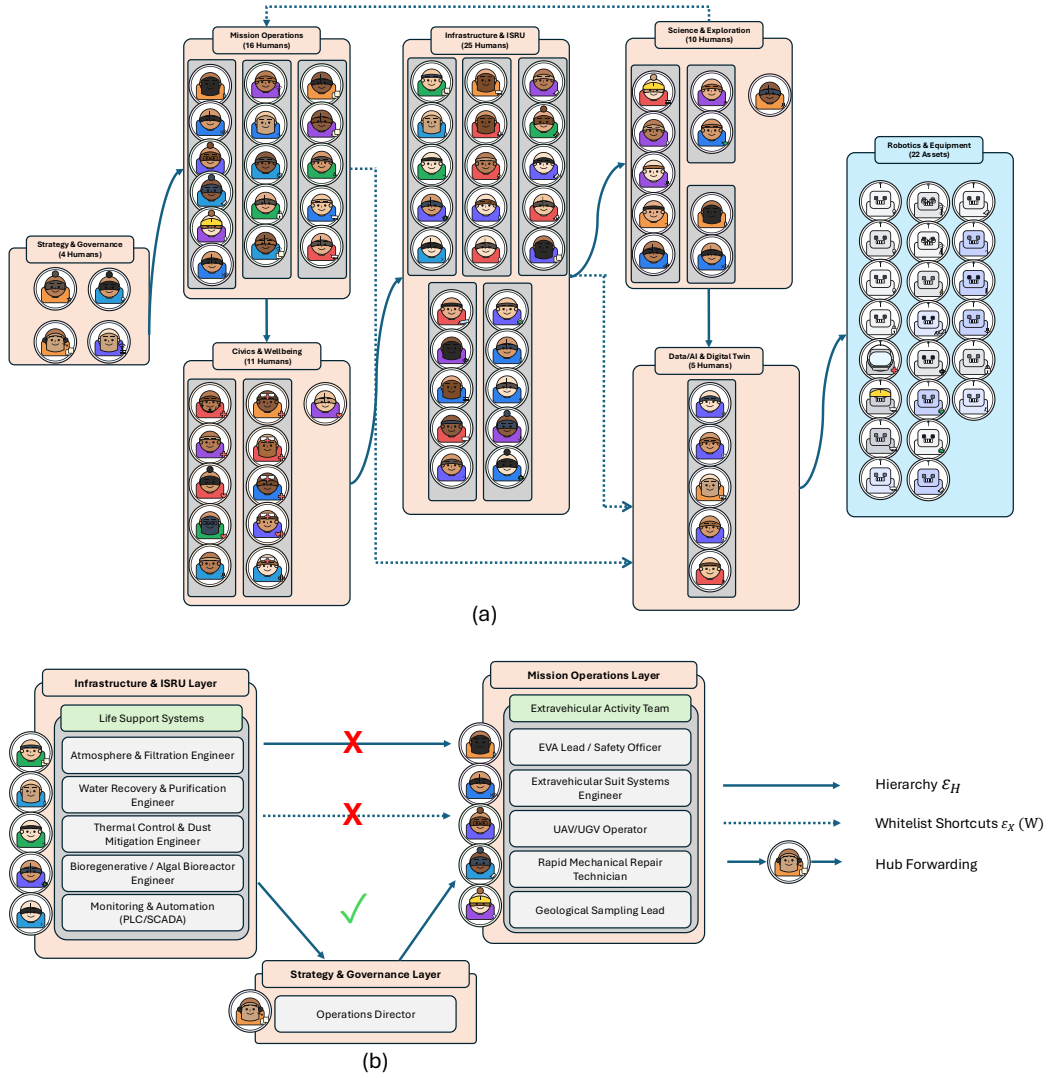 Mission Operations
(16 Humans)
Infrastructure & ISRU
(25 Humans)
Science & Exploration
(10 Humans)
Robotics & Equipment
(22 Assets)
Strategy & Governance
(4 Humans)
Civics & Wellbeing
(11 Humans)
Data/AI & Digital Twin
(5 Humans)
(a)
Infrastructure & ISRU Layer
Life Support Systems
Atmosphere & Filtration Engineer
Water Recovery & Purification
Engineer
Thermal Control & Dust
Mitigation Engineer
Bioregenerative / Algal Bioreactor
Engineer
Monitoring & Automation
(PLC/SCADA)
X
X
✓
Mission Operations Layer
Extravehicular Activity Team
EVA Lead / Safety Officer
Extravehicular Suit Systems
Engineer
UAV/UGV Operator
Rapid Mechanical Repair
Technician
Geological Sampling Lead
Strategy & Governance Layer
Operations Director
Hierarchy ℰ_H
Whitelist Shortcuts ε_X (W)
Hub Forwarding
(b)